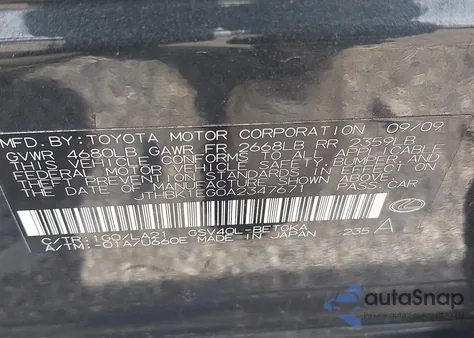 MFD. BY: TOYOTA MOTOR CORPORATION 09/09
GVWR 4680LB GAWR FR 2668LB RR 2359LB
THIS VEHICLE CONFORMS TO ALL APPLICABLE
FEDERAL MOTOR VEHICLE SAFETY, BUMPER, AND
THEFT PREVENTION STANDARDS IN EFFECT ON
THE DATE OF MANUFACTURE SHOWN ABOVE.
JTHBK1EG0A2347871 PASS. CAR
C/TR: 1G0/LA21 GSV40L-BETGKA
A/TM: -01A/U660E MADE IN JAPAN 235 A
autoSnap